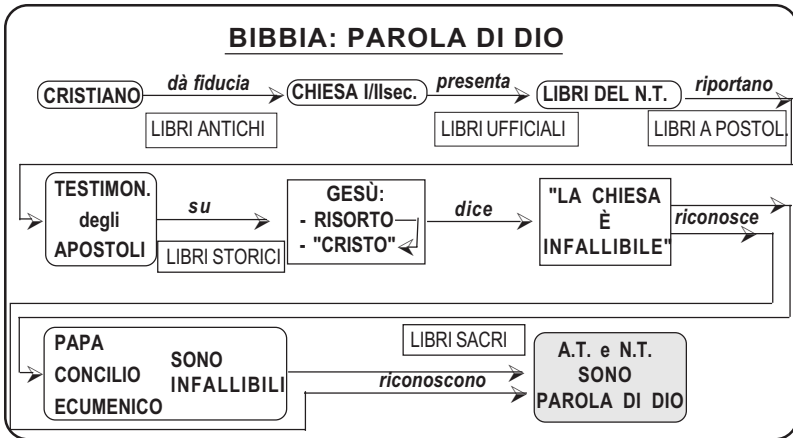 BIBBIA: PAROLA DI DIO
CRISTIANO dà fiducia CHIESA I/IIsec. presenta LIBRI DEL N.T. riportano
LIBRI ANTICHI LIBRI UFFICIALI LIBRI A POSTOL.
TESTIMON.
degli
APOSTOLI
su
LIBRI STORICI
GESÙ:
- RISORTO
- "CRISTO"
dice
"LA CHIESA
È
INFALLIBILE"
riconosce
PAPA
CONCILIO
ECUMENICO
SONO
INFALLIBILI
LIBRI SACRI
riconoscono
A.T. e N.T.
SONO
PAROLA DI DIO